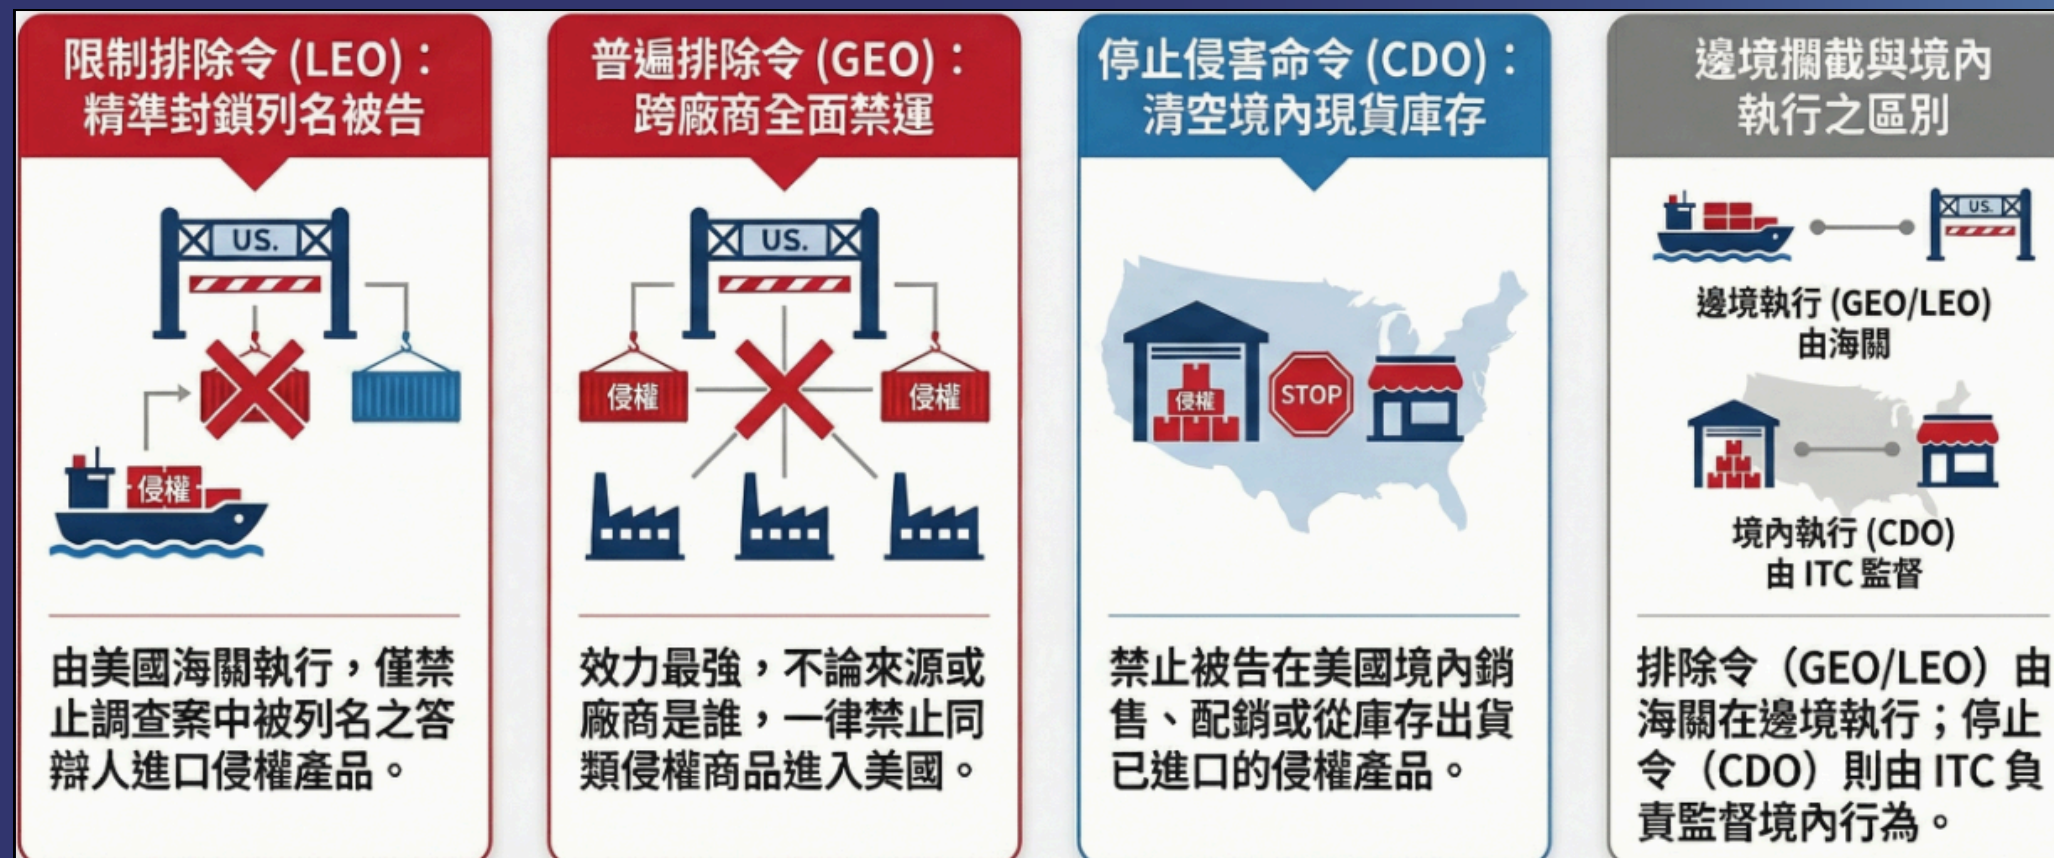 限制排除令 (LEO)：
精準封鎖列名被告
US.
侵權
由美國海關執行，僅禁
止調查案中被列名之答
辯人進口侵權產品。
普遍排除令 (GEO)：
跨廠商全面禁運
US.
侵權
侵權
效力最強，不論來源或
廠商是誰，一律禁止同
類侵權商品進入美國。
停止侵害命令 (CDO)：
清空境內現貨庫存
侵權
STOP
禁止被告在美國境內銷
售、配銷或從庫存出貨
已進口的侵權產品。
邊境攔截與境內
執行之區別
US.
邊境執行 (GEO/LEO)
由海關
境內執行 (CDO)
由 ITC 監督
排除令（GEO/LEO）由
海關在邊境執行；停止
令（CDO）則由 ITC 負
責監督境內行為。